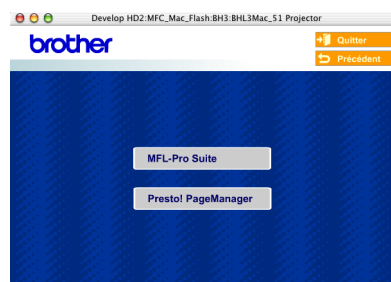 Develop HD2:MFC_Mac_Flash:BH3:BHL3Mac_51 Projector
brother
Quitter
Précédent
MFL-Pro Suite
Presto! PageManager